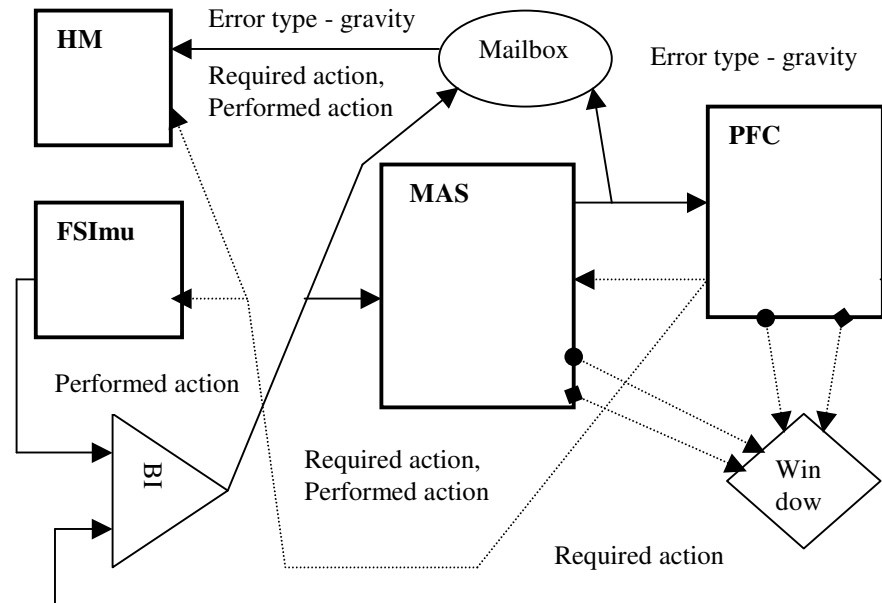 HM
Error type - gravity
Mailbox
Required action,
Performed action
Error type - gravity
PFC
MAS
FSImu
Performed action
BI
Required action,
Performed action
Win
dow
Required action